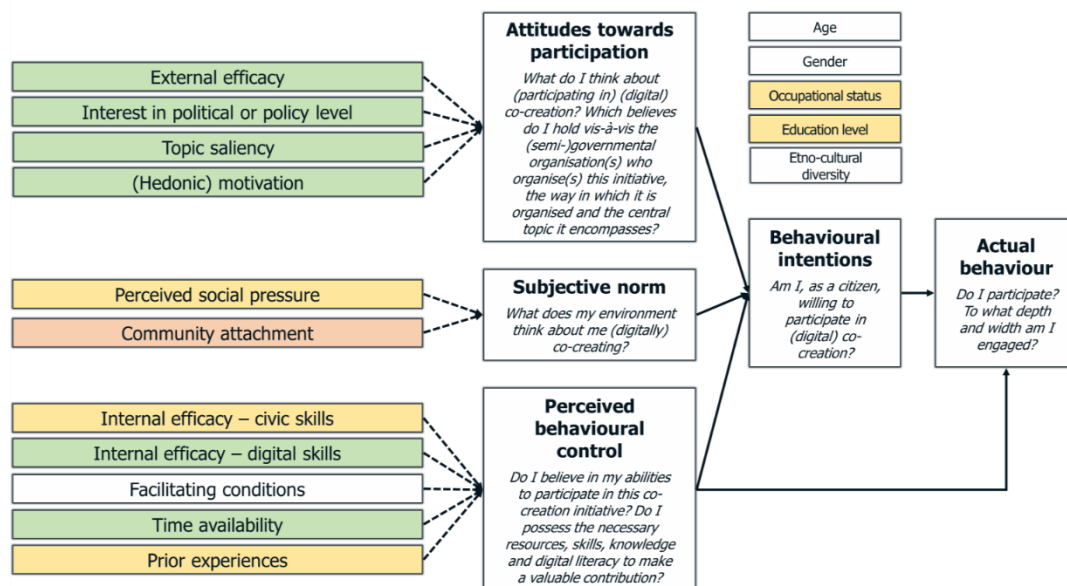 External efficacy
Interest in political or policy level
Topic saliency
(Hedonic) motivation
Perceived social pressure
Community attachment
Internal efficacy – civic skills
Internal efficacy – digital skills
Facilitating conditions
Time availability
Prior experiences
Attitudes towards
participation
What do I think about
(participating in) (digital)
co-creation? Which believes
do I hold vis-à-vis the
(semi-)governmental
organisation(s) who
organise(s) this initiative,
the way in which it is
organised and the central
topic it encompasses?
Subjective norm
What does my environment
think about me (digitally)
co-creating?
Perceived
behavioural
control
Do I believe in my abilities
to participate in this co-
creation initiative? Do I
possess the necessary
resources, skills, knowledge
and digital literacy to make
a valuable contribution?
Age
Gender
Occupational status
Education level
Etno-cultural
diversity
Behavioural
intentions
Am I, as a citizen,
willing to
participate in
(digital) co-
creation?
Actual
behaviour
Do I participate?
To what depth
and width am I
engaged?